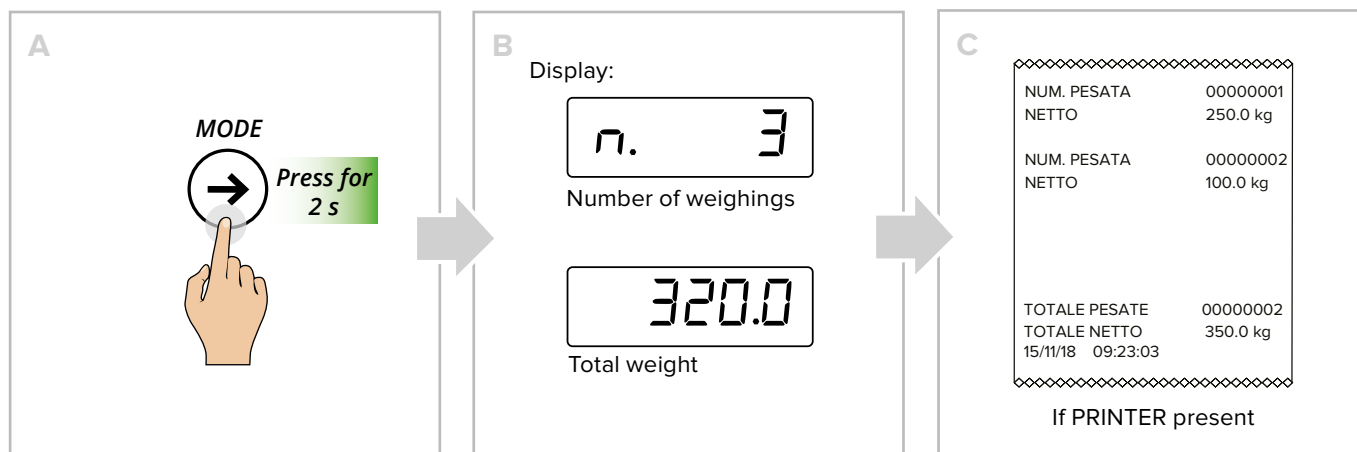 A
MODE
Press for
2 s
B
Display:
n. 3
Number of weighings
320.0
Total weight
C
NUM. PESATA 00000001
NETTO 250.0 kg
NUM. PESATA 00000002
NETTO 100.0 kg
TOTALE PESATE 00000002
TOTALE NETTO 350.0 kg
15/11/18 09:23:03
If PRINTER present